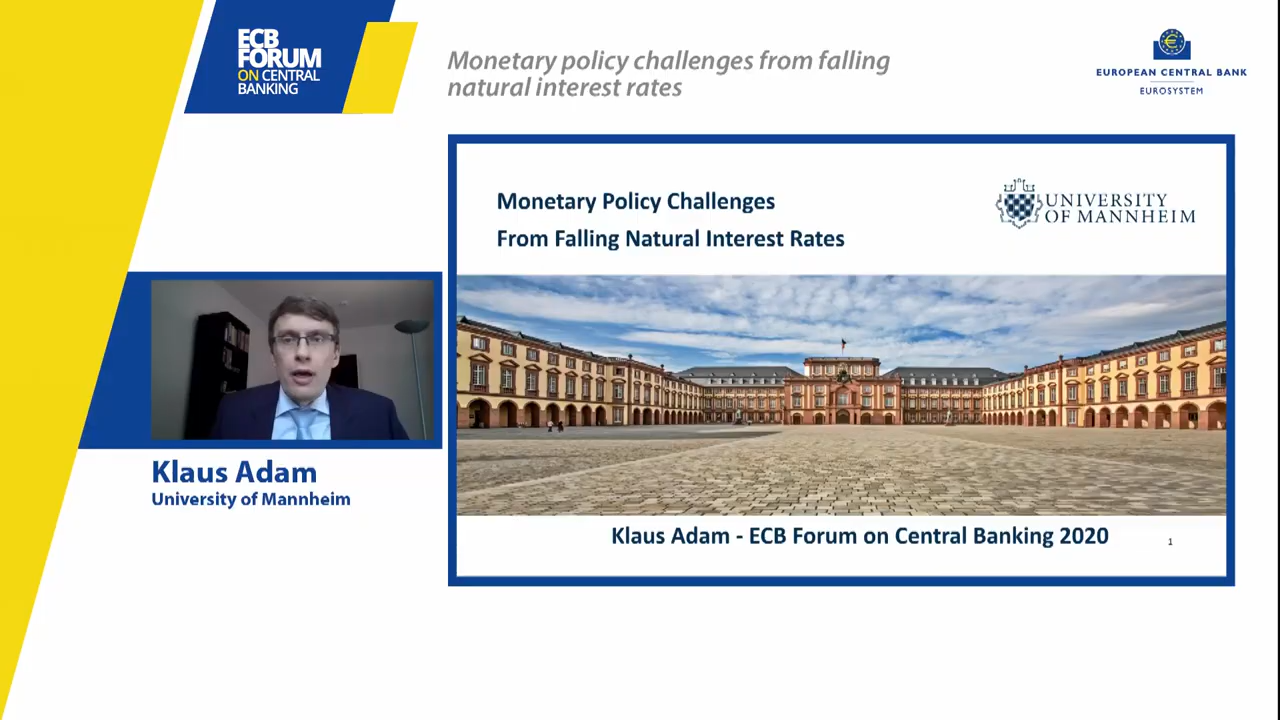 ECB
FORUM
ON CENTRAL
BANKING
Monetary policy challenges from falling
natural interest rates
EUROPEAN CENTRAL BANK
EUROSYSTEM
Monetary Policy Challenges
From Falling Natural Interest Rates
UNIVERSITY
OF MANNHEIM
Klaus Adam
University of Mannheim
Klaus Adam - ECB Forum on Central Banking 2020
1